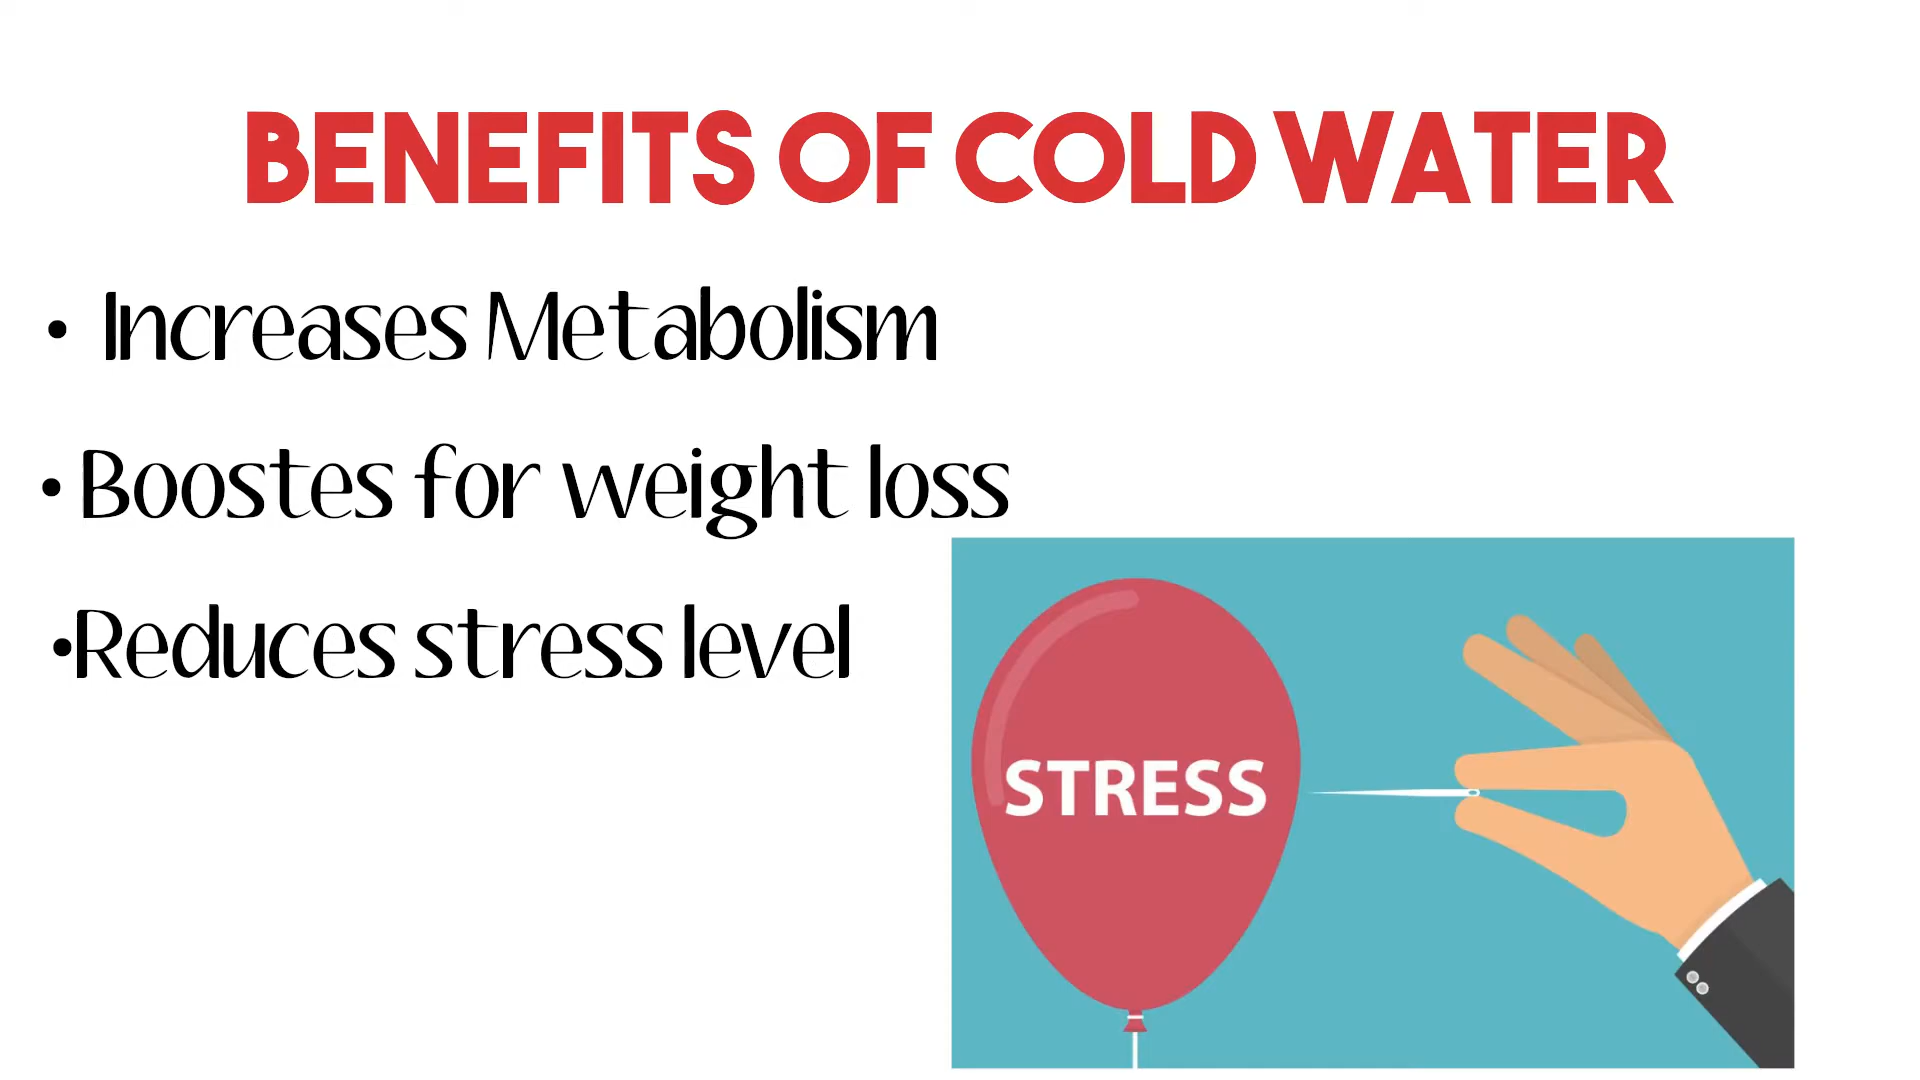 BENEFITS OF COLD WATER
• Increases Metabolism
• Boostes for weight loss
•Reduces stress level
STRESS